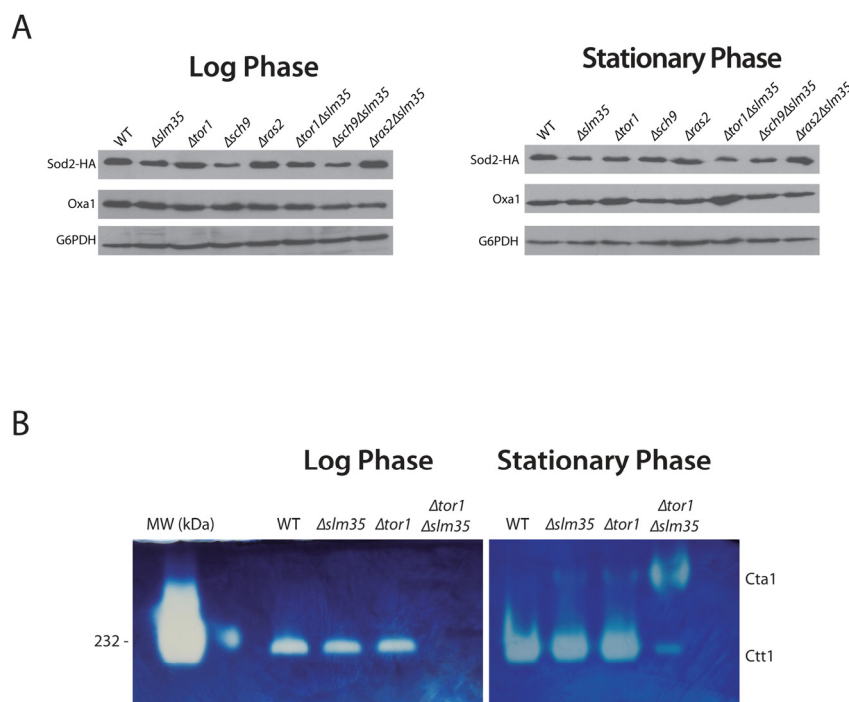 A
Log Phase
WT Δslm35 Δtor1 Δsch9 Δras2 Δtor1Δslm35 Δsch9Δslm35 Δras2Δslm35
Sod2-HA
Oxa1
G6PDH
Stationary Phase
WT Δslm35 Δtor1 Δsch9 Δras2 Δtor1Δslm35 Δsch9Δslm35 Δras2Δslm35
Sod2-HA
Oxa1
G6PDH
B
Log Phase
MW (kDa) WT Δslm35 Δtor1 Δtor1
Δslm35
232 -
Stationary Phase
WT Δslm35 Δtor1 Δtor1
Δslm35
Cta1
Ctt1